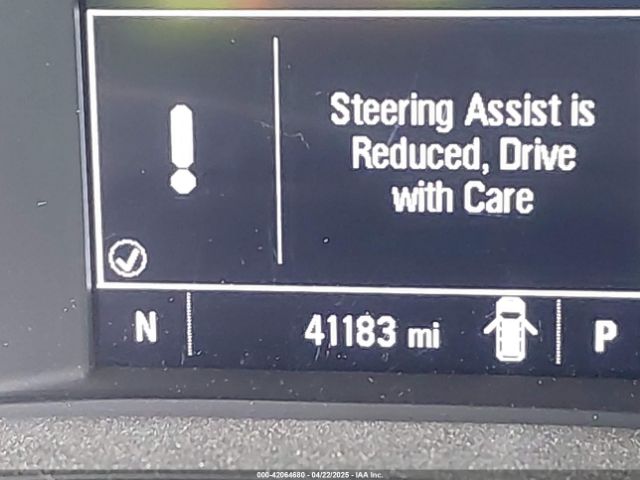 Steering Assist is
Reduced, Drive
with Care
N 41183 mi P
000-42064680 - 04/22/2025 - IAA Inc.